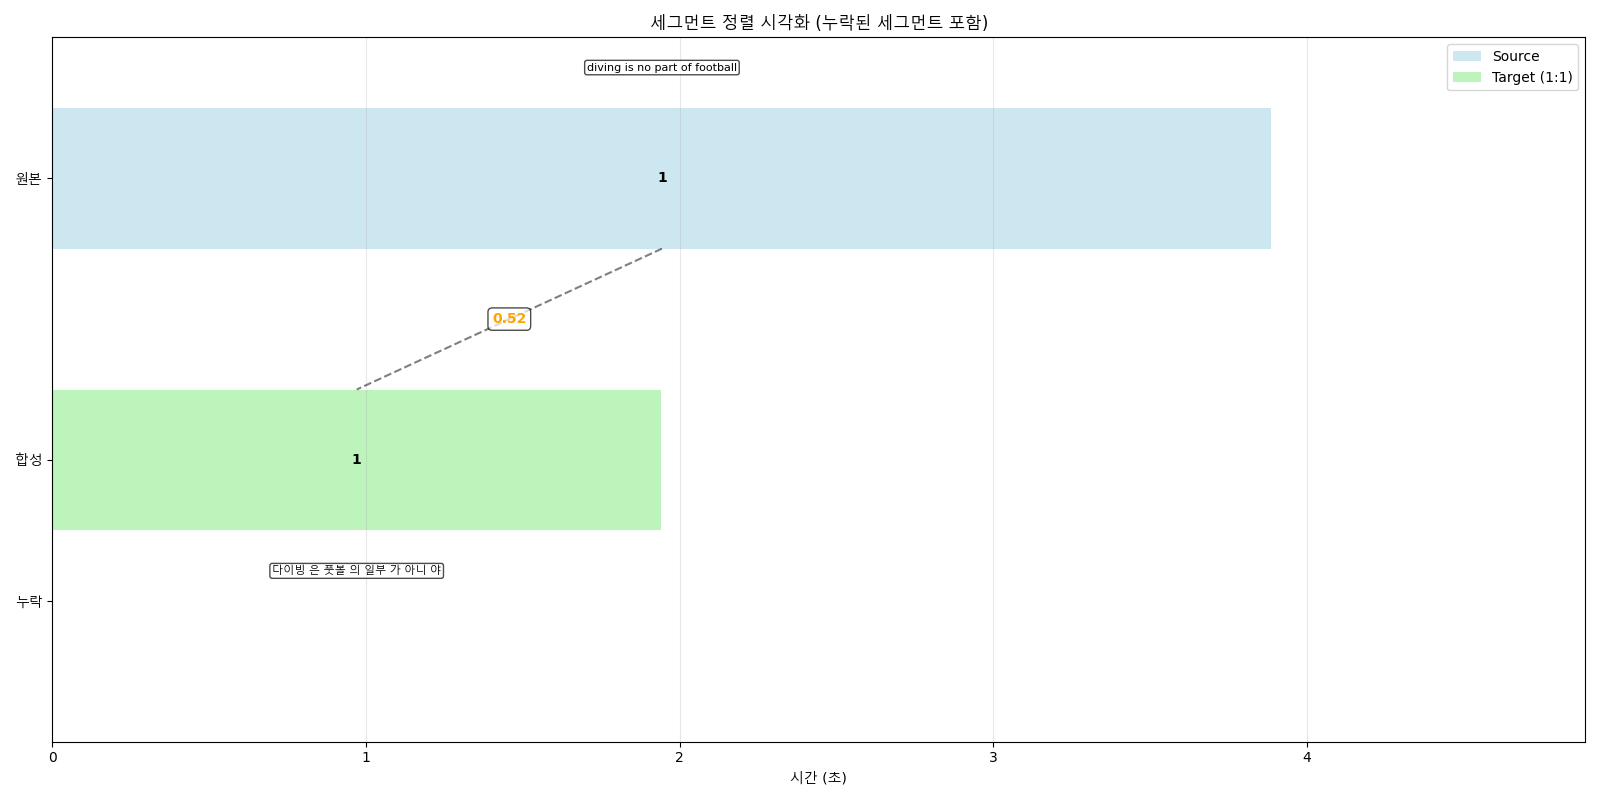 세그먼트 정렬 시각화 (누락된 세그먼트 포함)
diving is no part of football
Source
Target (1:1)
원본
1
0.52
합성
1
다이빙 은 풋볼 의 일부 가 아니 야
누락
0 1 2 3 4
시간 (초)